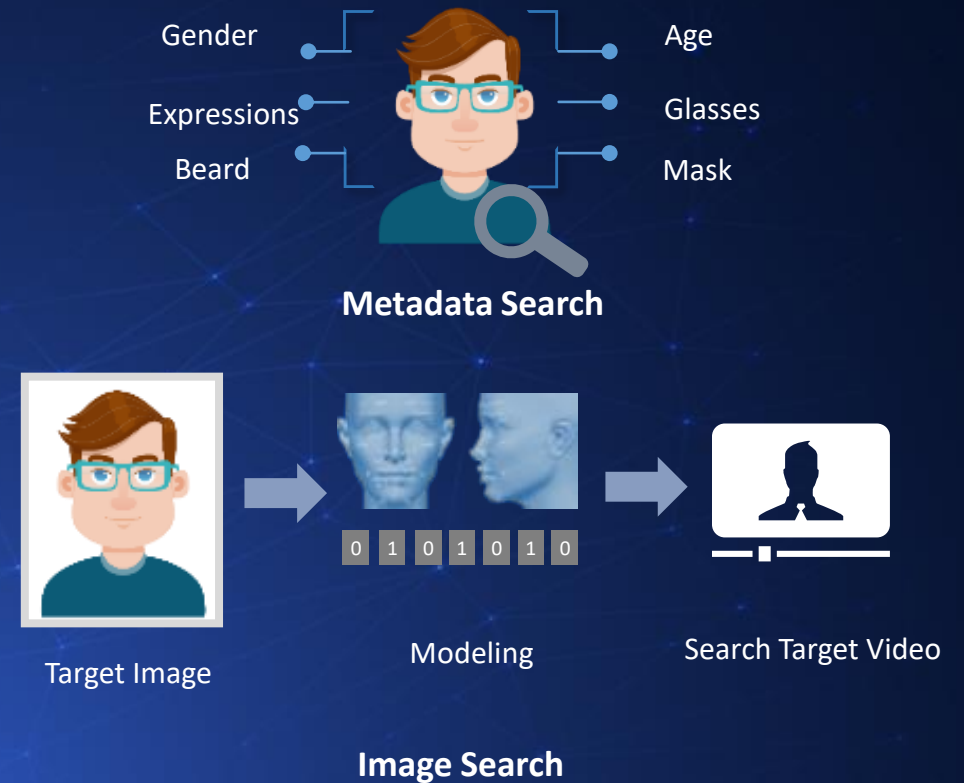 Gender
Age
Expressions
Glasses
Beard
Mask
Metadata Search
0 1 0 1 0 1 0
Target Image
Modeling
Search Target Video
Image Search